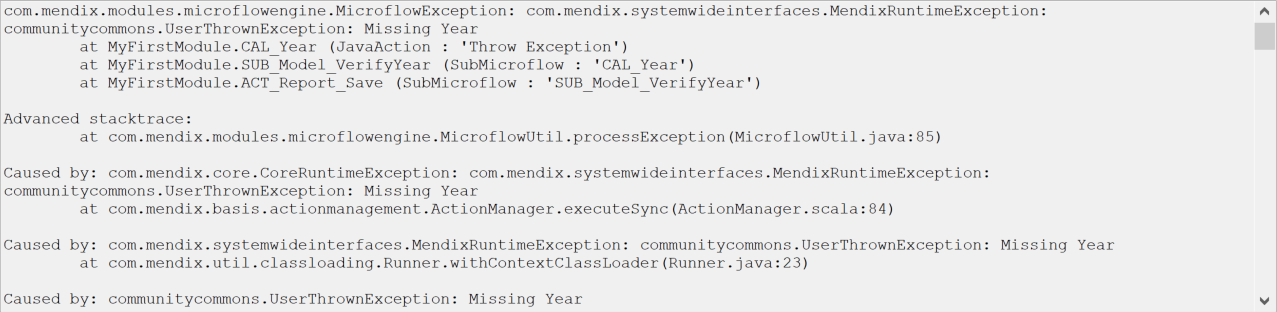 com.mendix.modules.microflowengine.MicroflowException: com.mendix.systemwideinterfaces.MendixRuntimeException:
communitycommons.UserThrownException: Missing Year
        at MyFirstModule.CAL_Year (JavaAction : 'Throw Exception')
        at MyFirstModule.SUB_Model_VerifyYear (SubMicroflow : 'CAL_Year')
        at MyFirstModule.ACT_Report_Save (SubMicroflow : 'SUB_Model_VerifyYear')

Advanced stacktrace:
        at com.mendix.modules.microflowengine.MicroflowUtil.processException(MicroflowUtil.java:85)

Caused by: com.mendix.core.CoreRuntimeException: com.mendix.systemwideinterfaces.MendixRuntimeException:
communitycommons.UserThrownException: Missing Year
        at com.mendix.basis.actionmanagement.ActionManager.executeSync(ActionManager.scala:84)

Caused by: com.mendix.systemwideinterfaces.MendixRuntimeException: communitycommons.UserThrownException: Missing Year
        at com.mendix.util.classloading.Runner.withContextClassLoader(Runner.java:23)

Caused by: communitycommons.UserThrownException: Missing Year